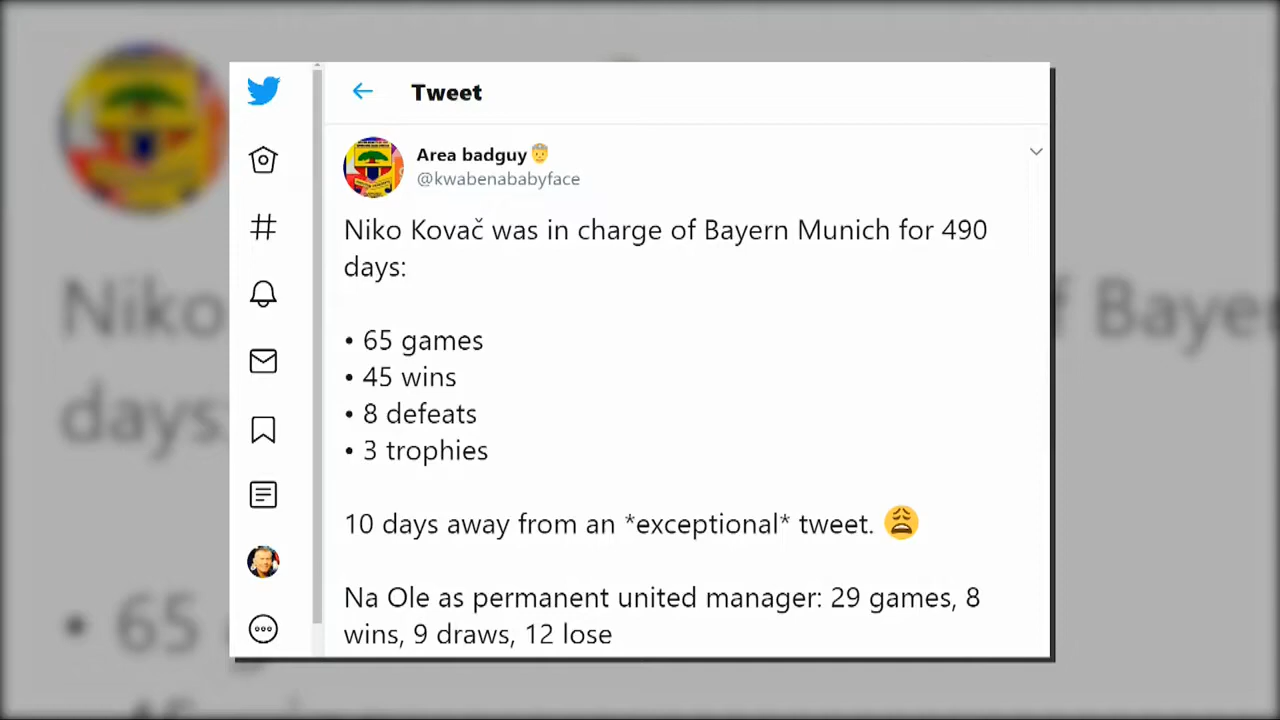 Tweet
Area badguy
@kwabenababyface
Niko Kovač was in charge of Bayern Munich for 490
days:
• 65 games
• 45 wins
• 8 defeats
• 3 trophies
10 days away from an *exceptional* tweet. 😩
Na Ole as permanent united manager: 29 games, 8
wins, 9 draws, 12 lose